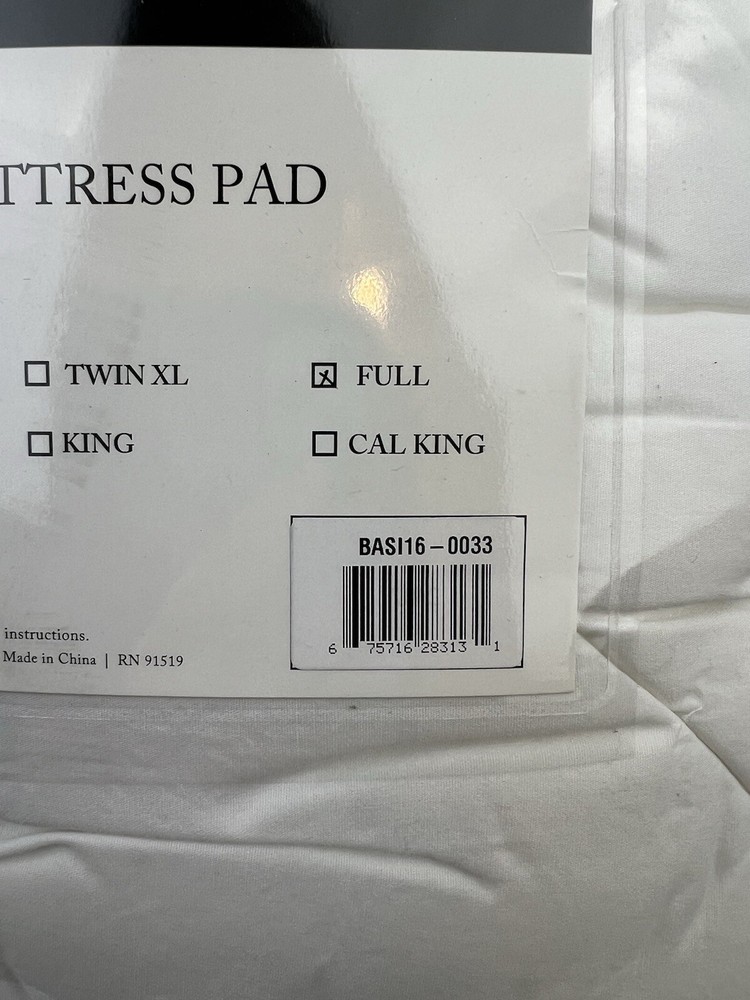 TTRESS PAD
TWIN XL
FULL
KING
CAL KING
BASI16-0033
6 75716 28313 1
instructions.
Made in China | RN 91519